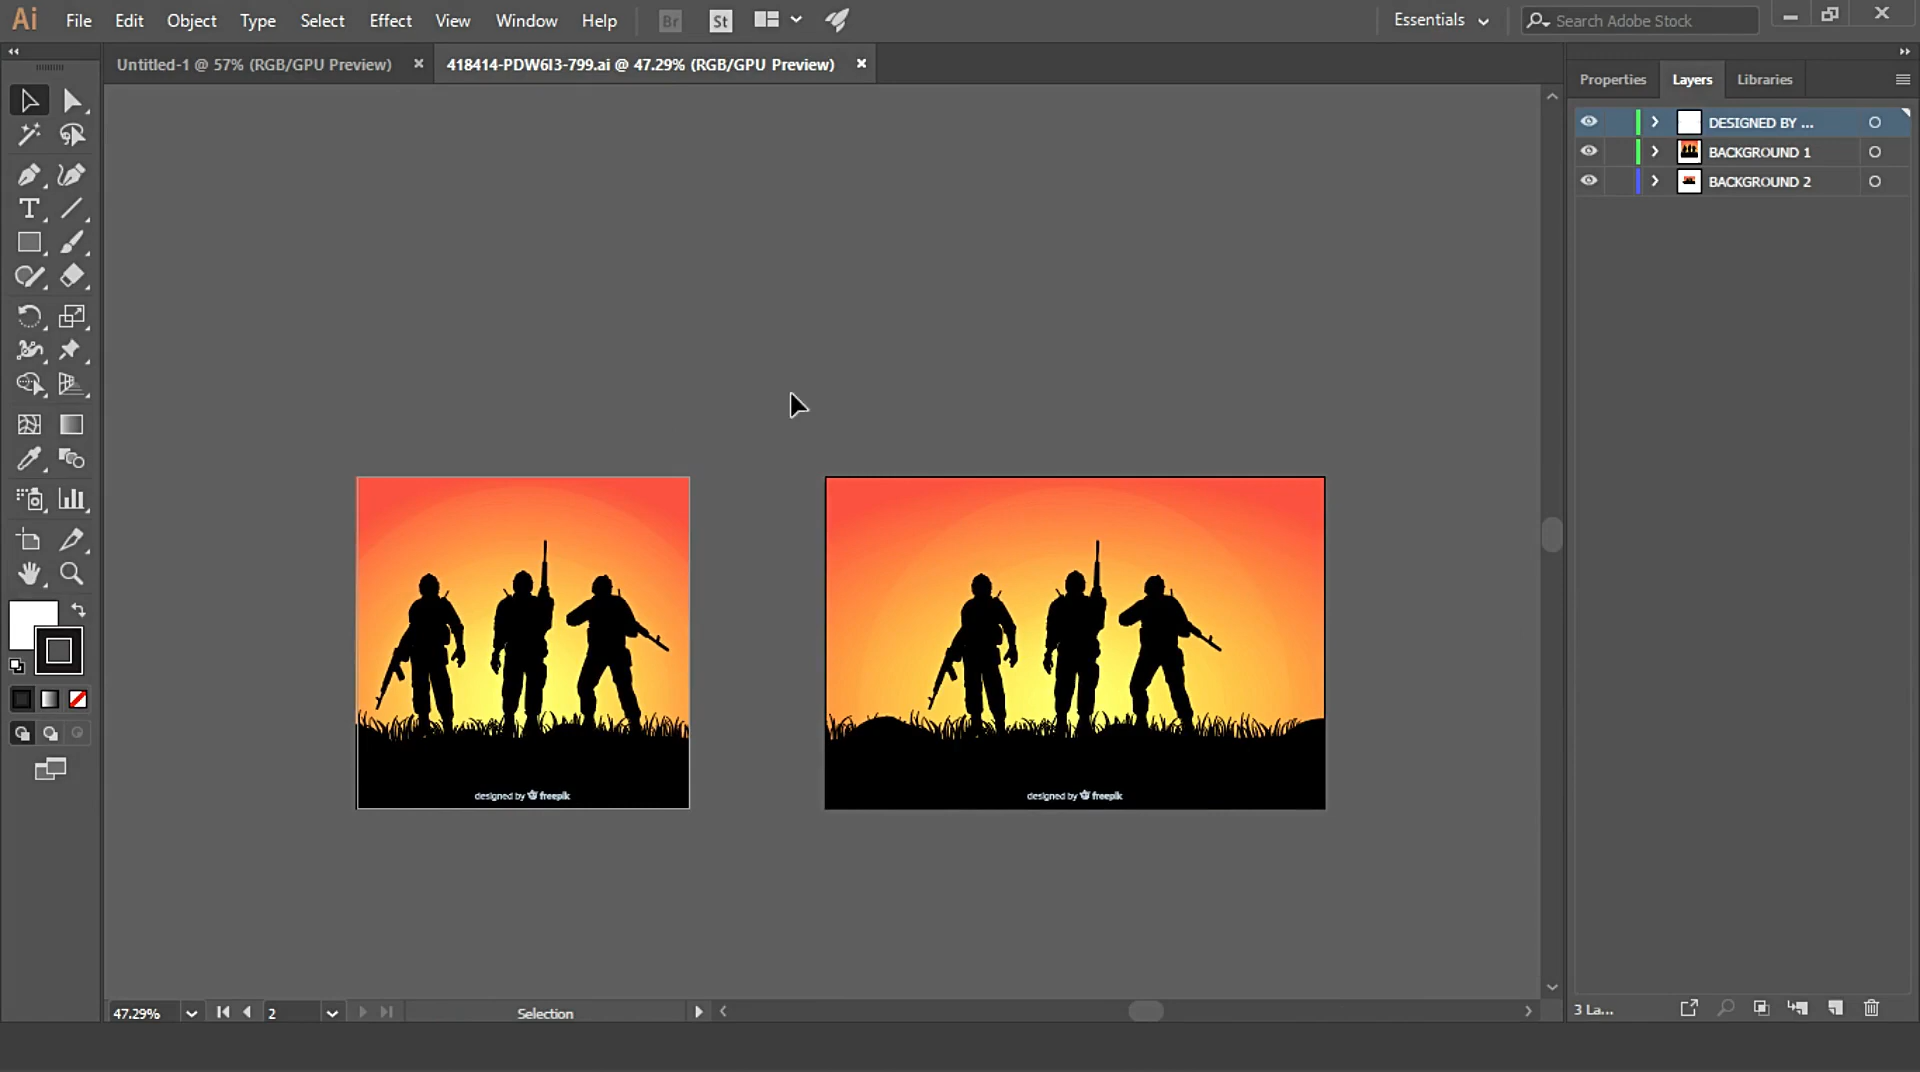 Ai File Edit Object Type Select Effect View Window Help Br St Essentials Search Adobe Stock
Untitled-1 @ 57% (RGB/GPU Preview) 418414-PDW6I3-799.ai @ 47.29% (RGB/GPU Preview)
Properties Layers Libraries
DESIGNED BY ...
BACKGROUND 1
BACKGROUND 2
designed by freepik
designed by freepik
47.29% 2 Selection
3 La...